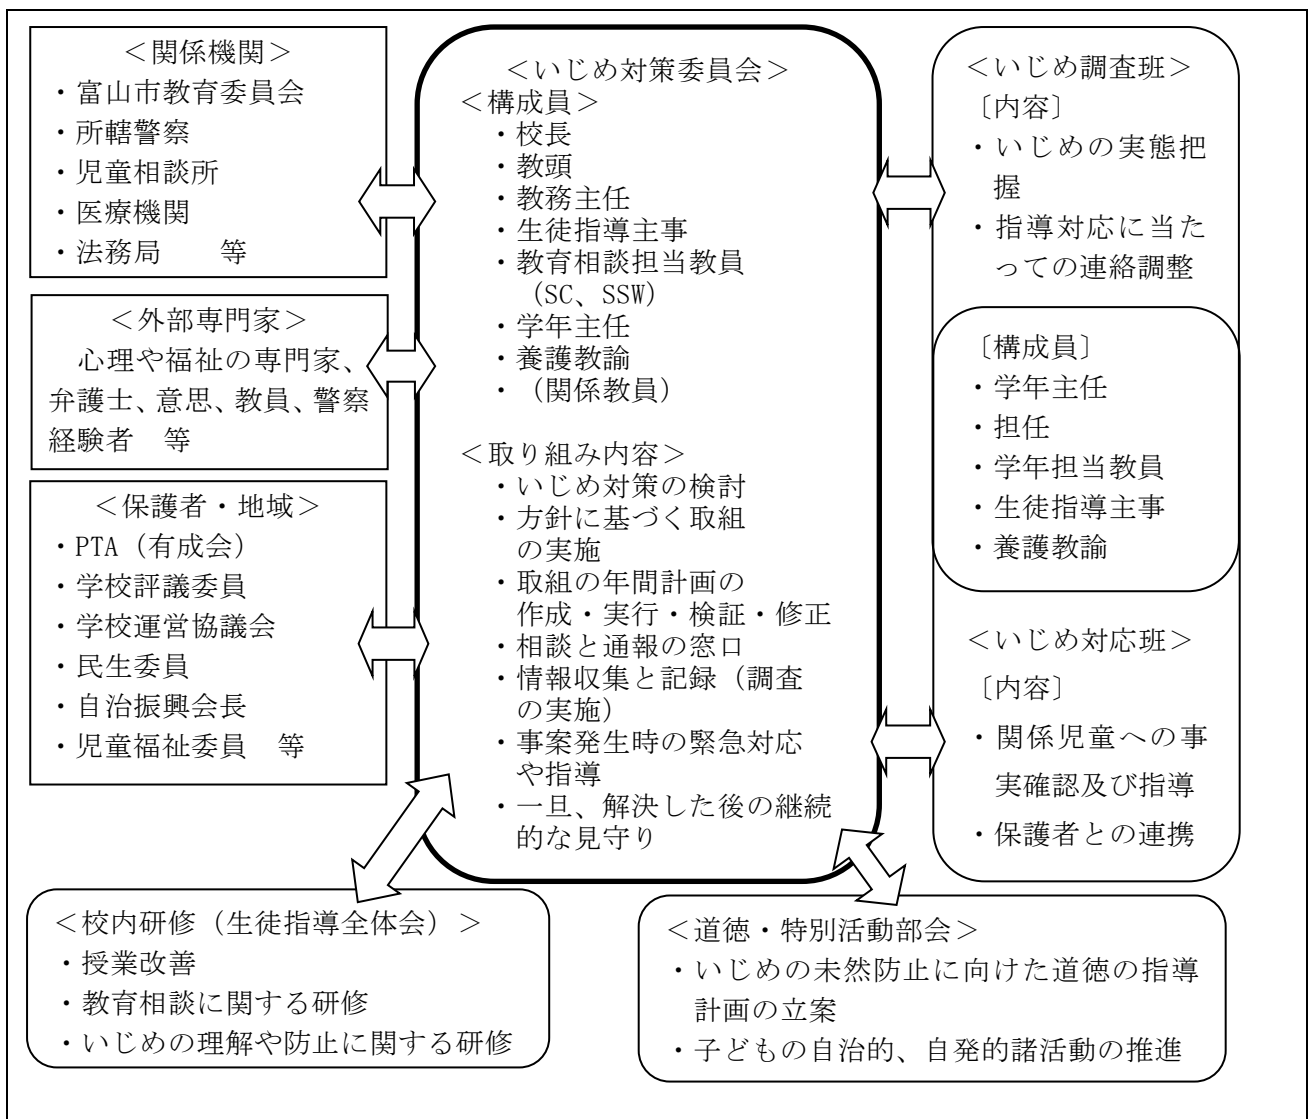 ＜関係機関＞
・富山市教育委員会
・所轄警察
・児童相談所
・医療機関
・法務局　　等
＜外部専門家＞
心理や福祉の専門家、
弁護士、意思、教員、警察
経験者　等
＜保護者・地域＞
・PTA（有成会）
・学校評議委員
・学校運営協議会
・民生委員
・自治振興会長
・児童福祉委員　等
＜いじめ対策委員会＞
＜構成員＞
・校長
・教頭
・教務主任
・生徒指導主事
・教育相談担当教員
（SC、SSW）
・学年主任
・養護教諭
・（関係教員）
＜取り組み内容＞
・いじめ対策の検討
・方針に基づく取組
の実施
・取組の年間計画の
作成・実行・検証・修正
・相談と通報の窓口
・情報収集と記録（調査
の実施）
・事案発生時の緊急対応
や指導
・一旦、解決した後の継続
的な見守り
＜いじめ調査班＞
〔内容〕
・いじめの実態把
握
・指導対応に当た
っての連絡調整
〔構成員〕
・学年主任
・担任
・学年担当教員
・生徒指導主事
・養護教諭
＜いじめ対応班＞
〔内容〕
・関係児童への事
実確認及び指導
・保護者との連携
＜校内研修（生徒指導全体会）＞
・授業改善
・教育相談に関する研修
・いじめの理解や防止に関する研修
＜道徳・特別活動部会＞
・いじめの未然防止に向けた道徳の指導
計画の立案
・子どもの自治的、自発的諸活動の推進